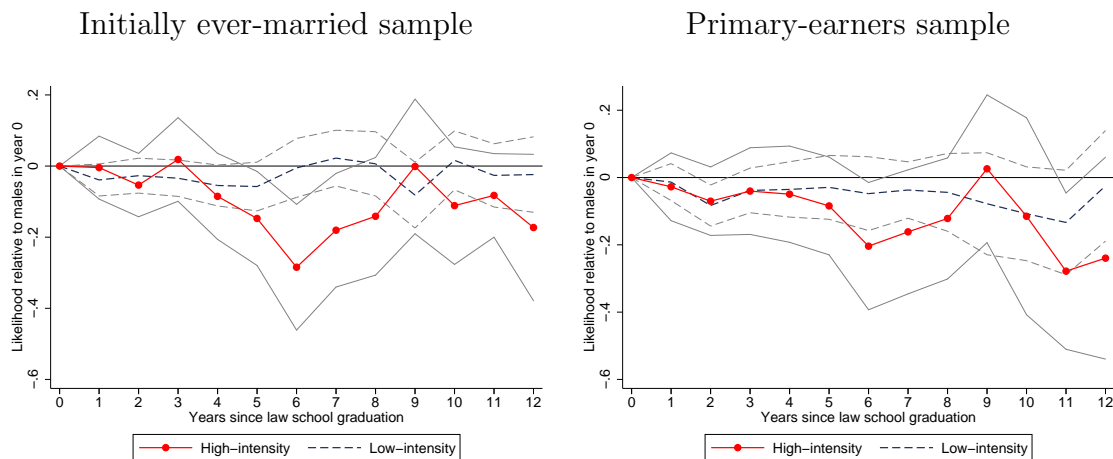 Initially ever-married sample
Likelihood relative to males in year 0
.2
0
-.2
-.4
-.6
0 1 2 3 4 5 6 7 8 9 10 11 12
Years since law school graduation
High-intensity Low-intensity
Primary-earners sample
Likelihood relative to males in year 0
.2
0
-.2
-.4
-.6
0 1 2 3 4 5 6 7 8 9 10 11 12
Years since law school graduation
High-intensity Low-intensity